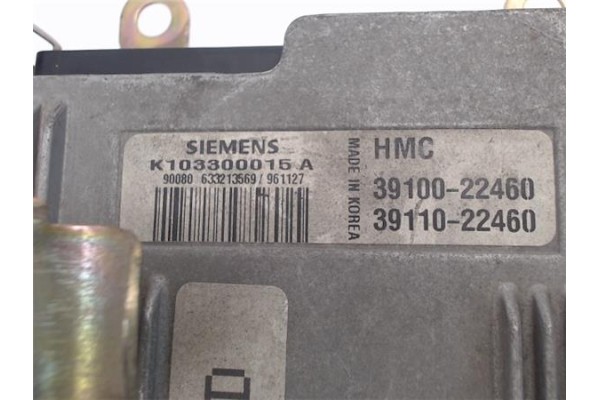 SIEMENS
K103300015 A
90080 633213569 / 961127
MADE IN KOREA
HMC
39100-22460
39110-22460